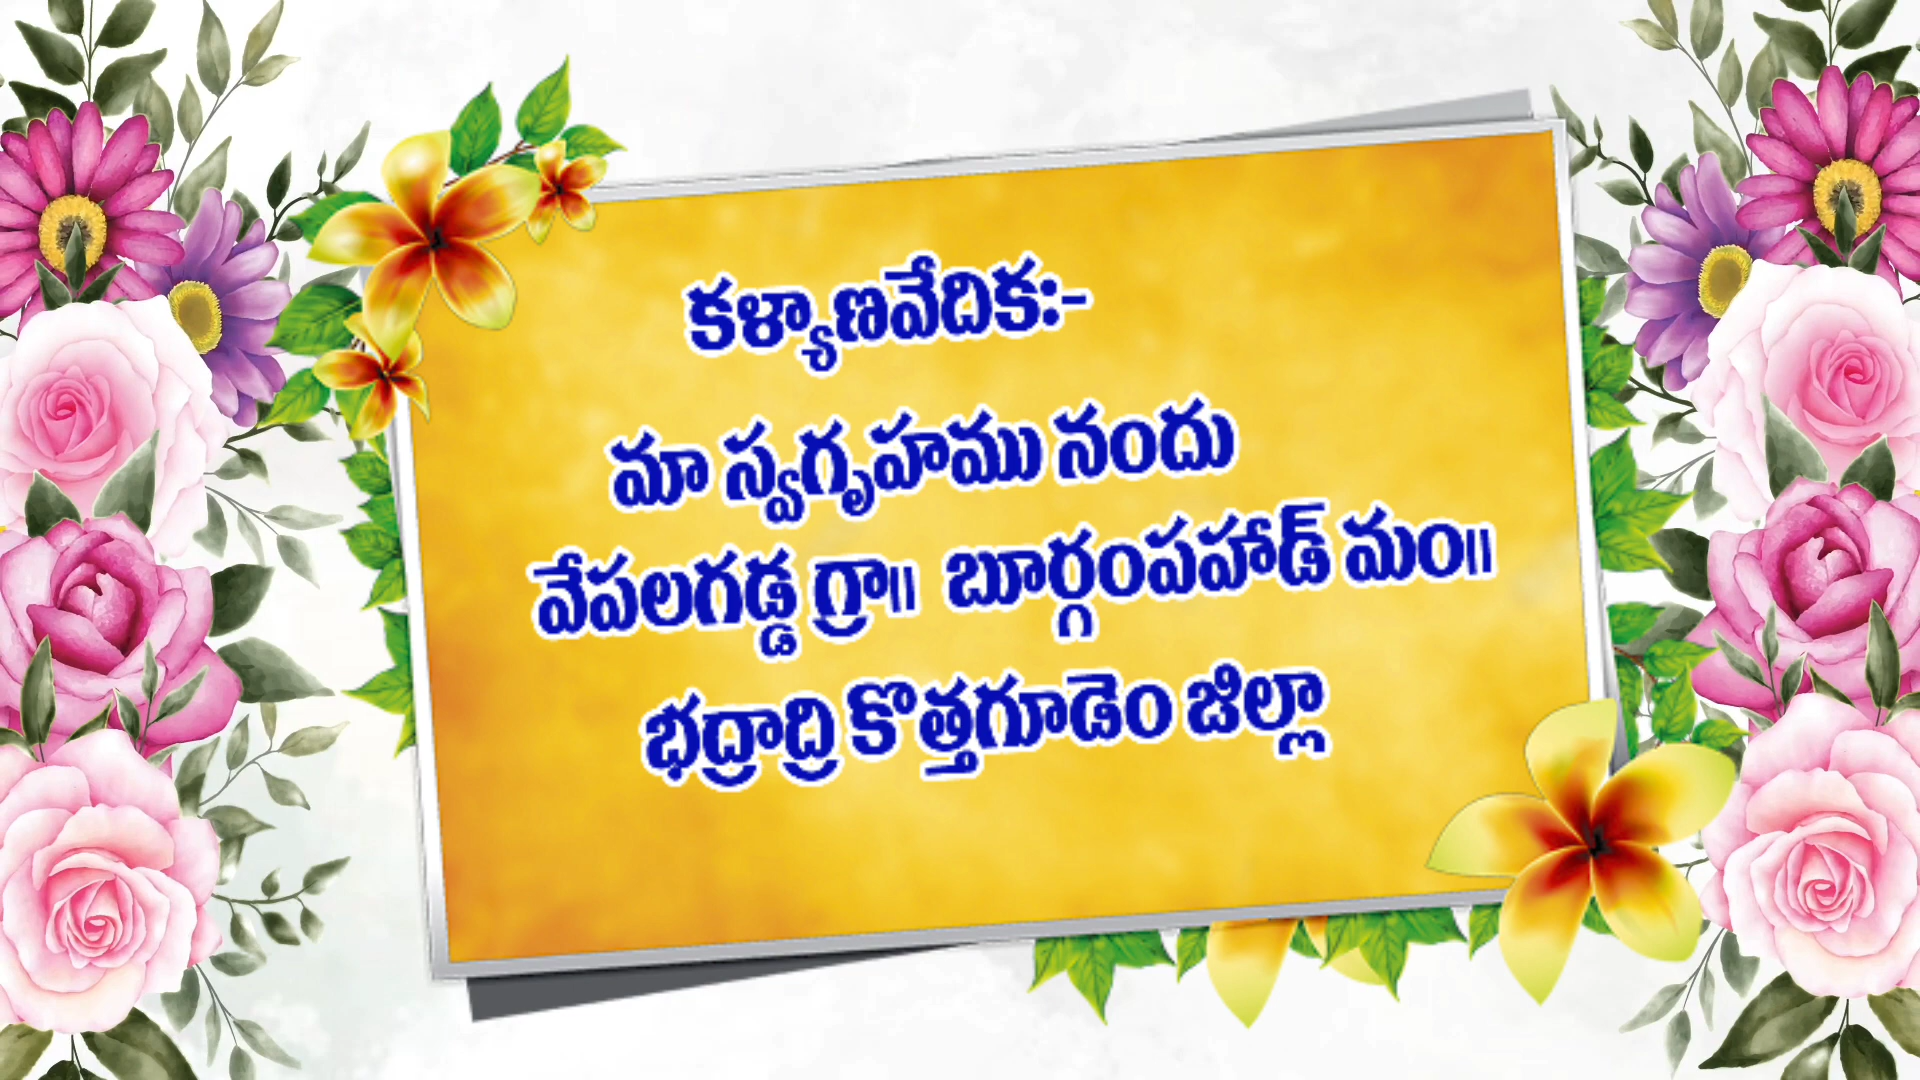 కళ్యాణవేదిక:-
మా స్వగృహము నందు
వేపలగడ్డ గ్రా॥ బూర్గంపహాడ్ మం॥
భద్రాద్రి కొత్తగూడెం జిల్లా